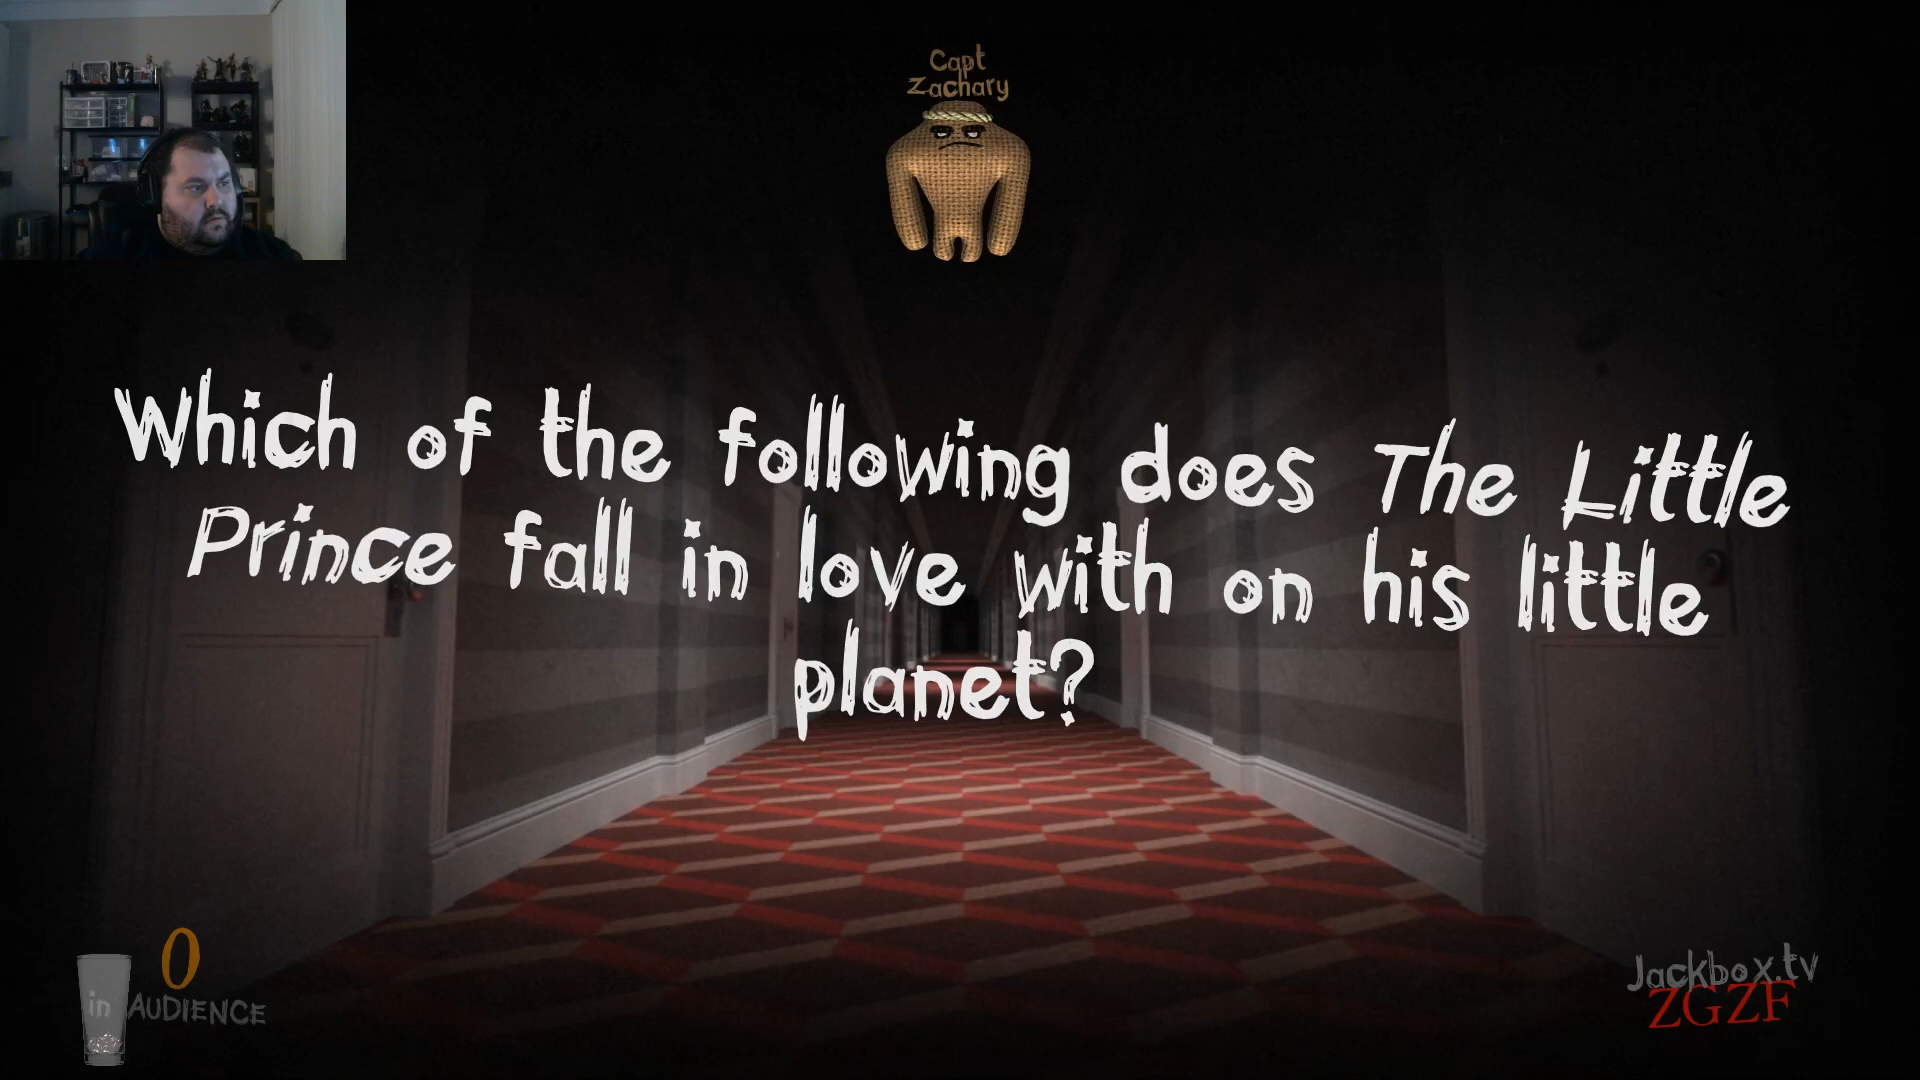 Capt
Zachary
Which of the following does The Little
Prince fall in love with on his little
planet?
0
in AUDIENCE
Jackbox.tv
ZGZF